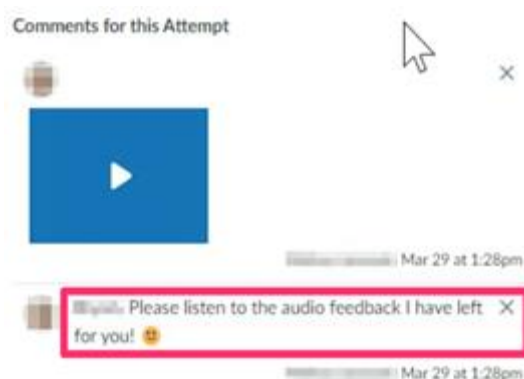 Comments for this Attempt
Mar 29 at 1:28pm
Please listen to the audio feedback I have left
for you! 🙂
Mar 29 at 1:28pm